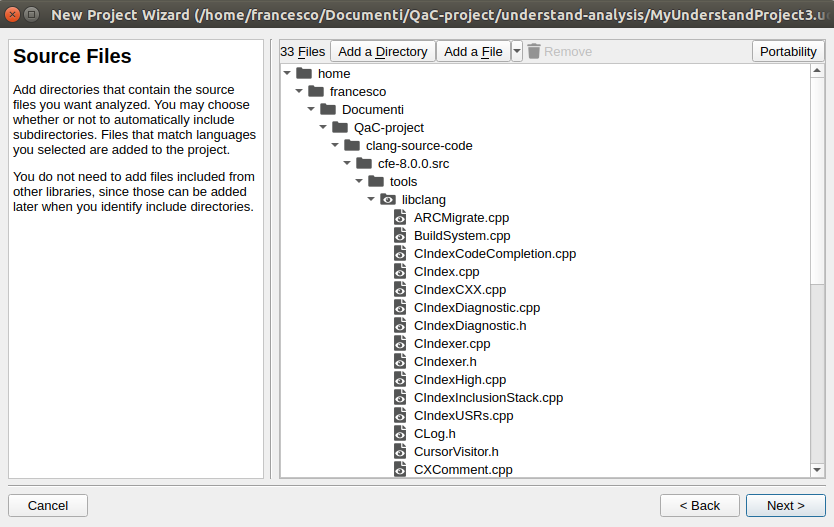 New Project Wizard (/home/francesco/Documenti/QaC-project/understand-analysis/MyUnderstandProject3.u
Source Files
Add directories that contain the source
files you want analyzed. You may choose
whether or not to automatically include
subdirectories. Files that match languages
you selected are added to the project.
You do not need to add files included from
other libraries, since those can be added
later when you identify include directories.
33 Files Add a Directory Add a File Remove Portability
home
francesco
Documenti
QaC-project
clang-source-code
cfe-8.0.0.src
tools
libclang
ARCMigrate.cpp
BuildSystem.cpp
CIndexCodeCompletion.cpp
CIndex.cpp
CIndexCXX.cpp
CIndexDiagnostic.cpp
CIndexDiagnostic.h
CIndexer.cpp
CIndexer.h
CIndexHigh.cpp
CIndexInclusionStack.cpp
CIndexUSRs.cpp
CLog.h
CursorVisitor.h
CXComment.cpp
Cancel < Back Next >